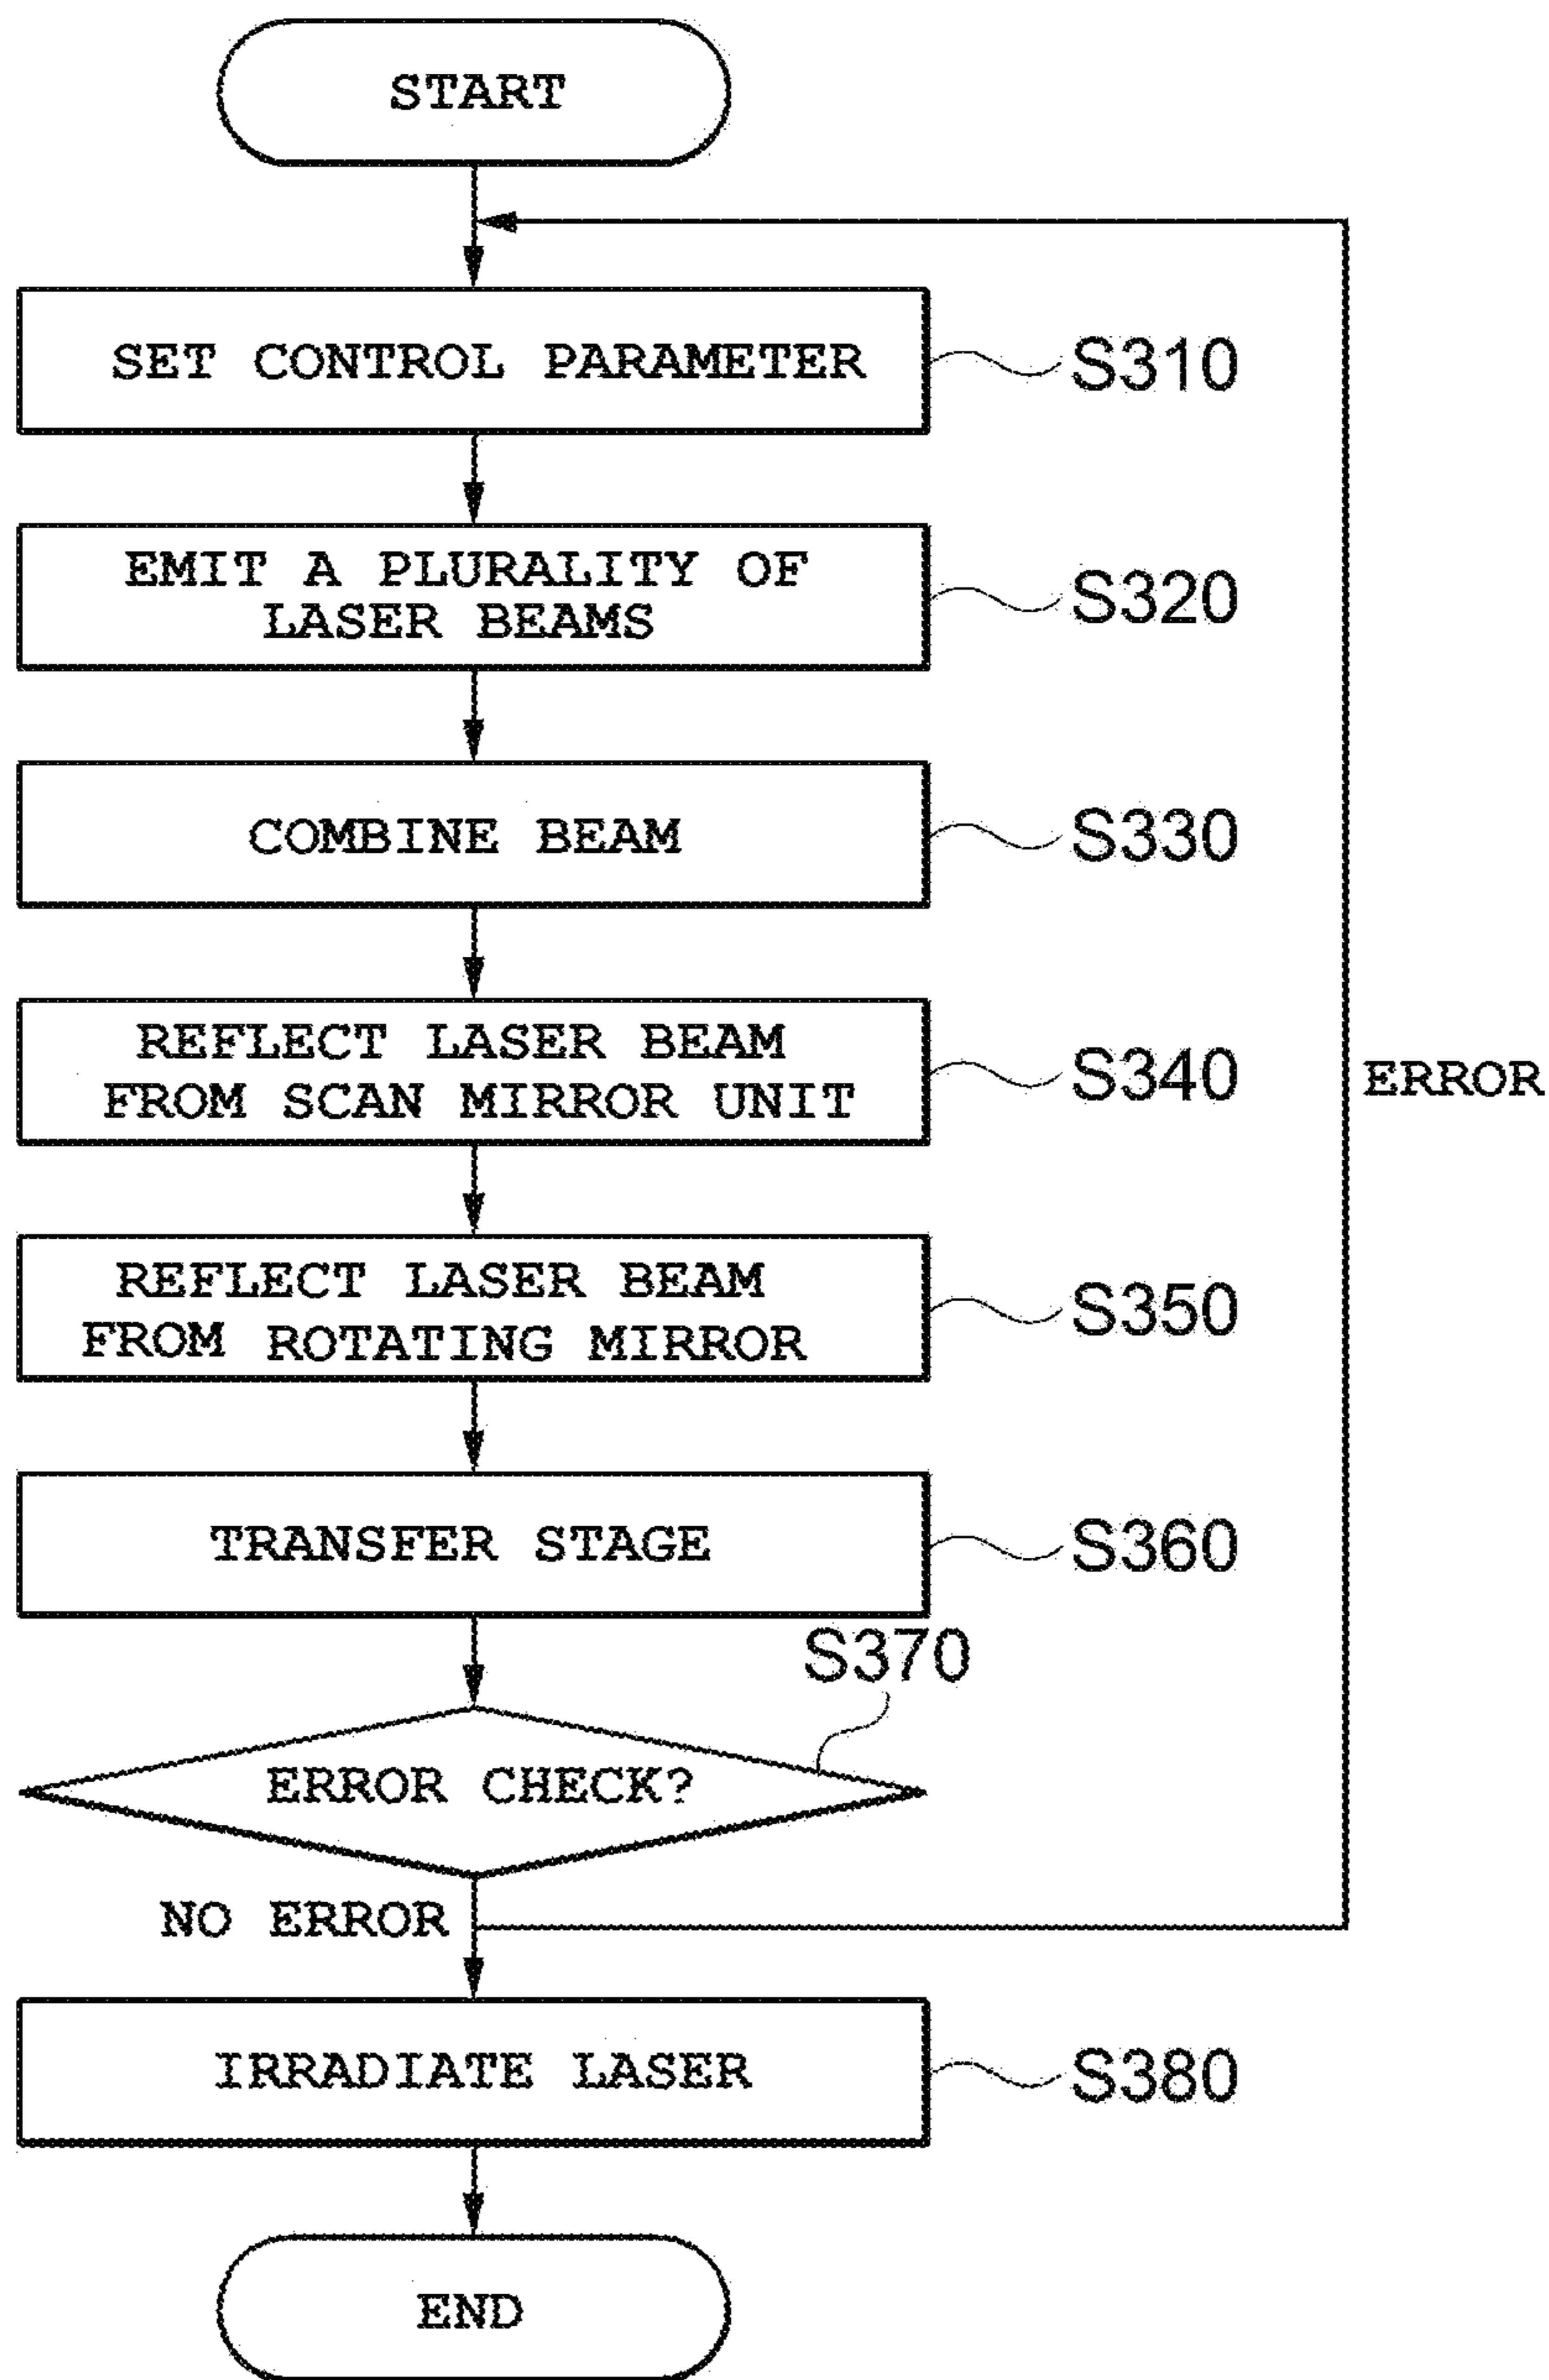 START
SET CONTROL PARAMETER
S310
EMIT A PLURALITY OF
LASER BEAMS
S320
COMBINE BEAM
S330
REFLECT LASER BEAM
FROM SCAN MIRROR UNIT
S340
ERROR
REFLECT LASER BEAM
FROM ROTATING MIRROR
S350
TRANSFER STAGE
S360
S370
ERROR CHECK?
NO ERROR
IRRADIATE LASER
S380
END